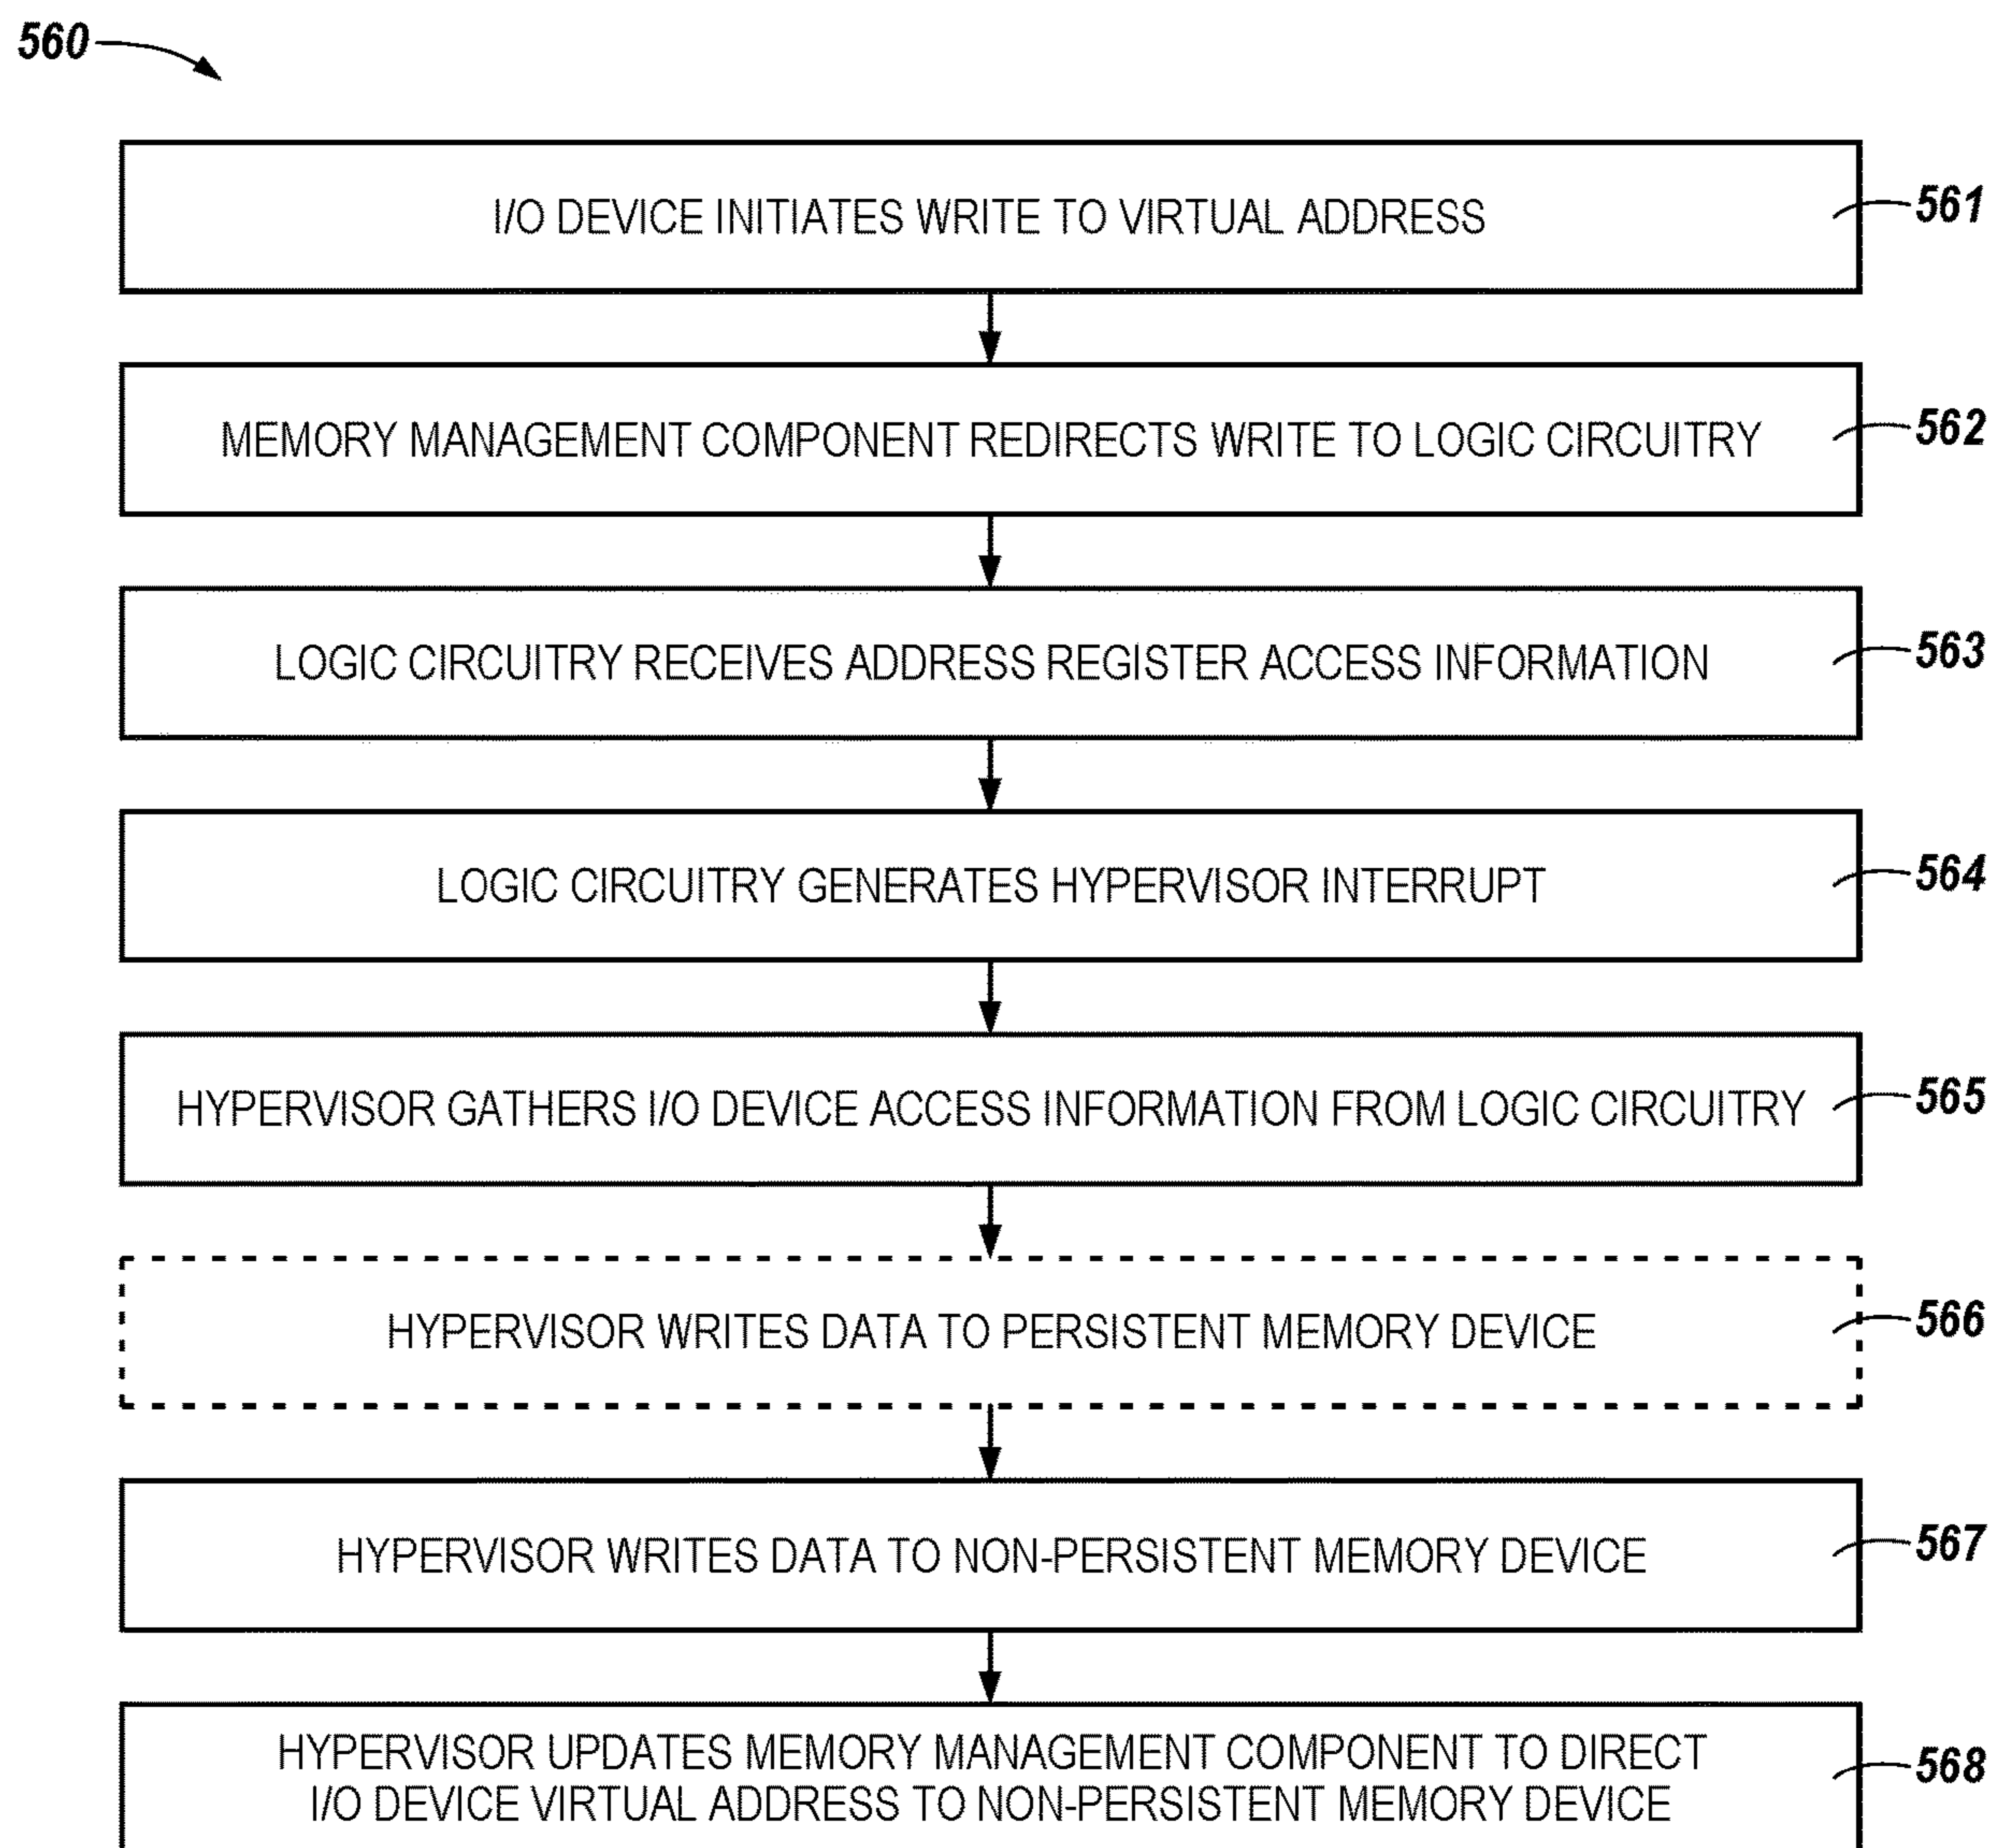 560
I/O DEVICE INITIATES WRITE TO VIRTUAL ADDRESS
561
MEMORY MANAGEMENT COMPONENT REDIRECTS WRITE TO LOGIC CIRCUITRY
562
LOGIC CIRCUITRY RECEIVES ADDRESS REGISTER ACCESS INFORMATION
563
LOGIC CIRCUITRY GENERATES HYPERVISOR INTERRUPT
564
HYPERVISOR GATHERS I/O DEVICE ACCESS INFORMATION FROM LOGIC CIRCUITRY
565
HYPERVISOR WRITES DATA TO PERSISTENT MEMORY DEVICE
566
HYPERVISOR WRITES DATA TO NON-PERSISTENT MEMORY DEVICE
567
HYPERVISOR UPDATES MEMORY MANAGEMENT COMPONENT TO DIRECT
I/O DEVICE VIRTUAL ADDRESS TO NON-PERSISTENT MEMORY DEVICE
568